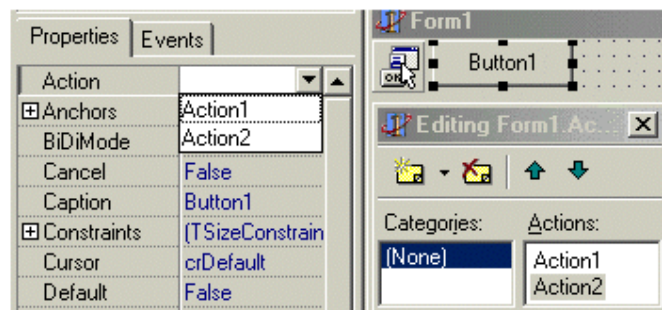 Properties
Events
Action
Action1
Action2
Anchors
BiDiMode
Cancel False
Caption Button1
Constraints (TSizeConstrain
Cursor crDefault
Default False
Form1
OK
Button1
Editing Form1.Ac...
Categories:
(None)
Actions:
Action1
Action2